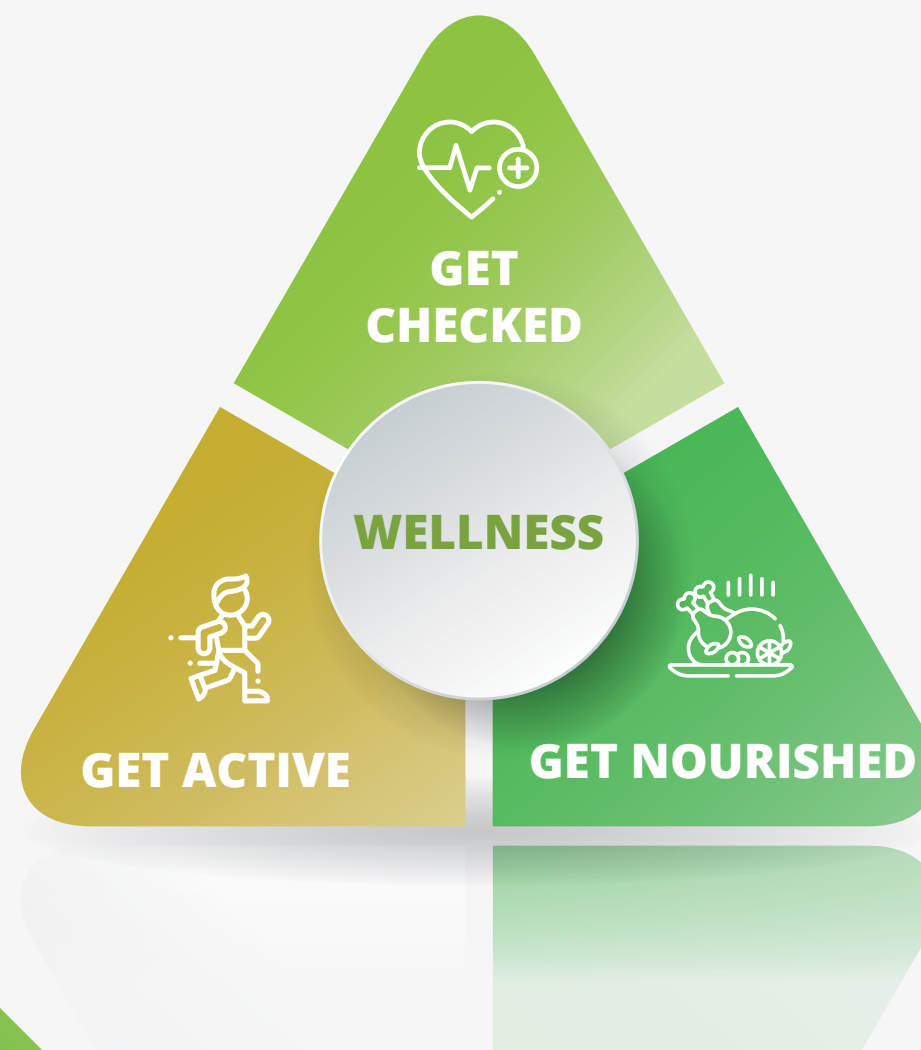 GET
CHECKED
WELLNESS
GET ACTIVE
GET NOURISHED